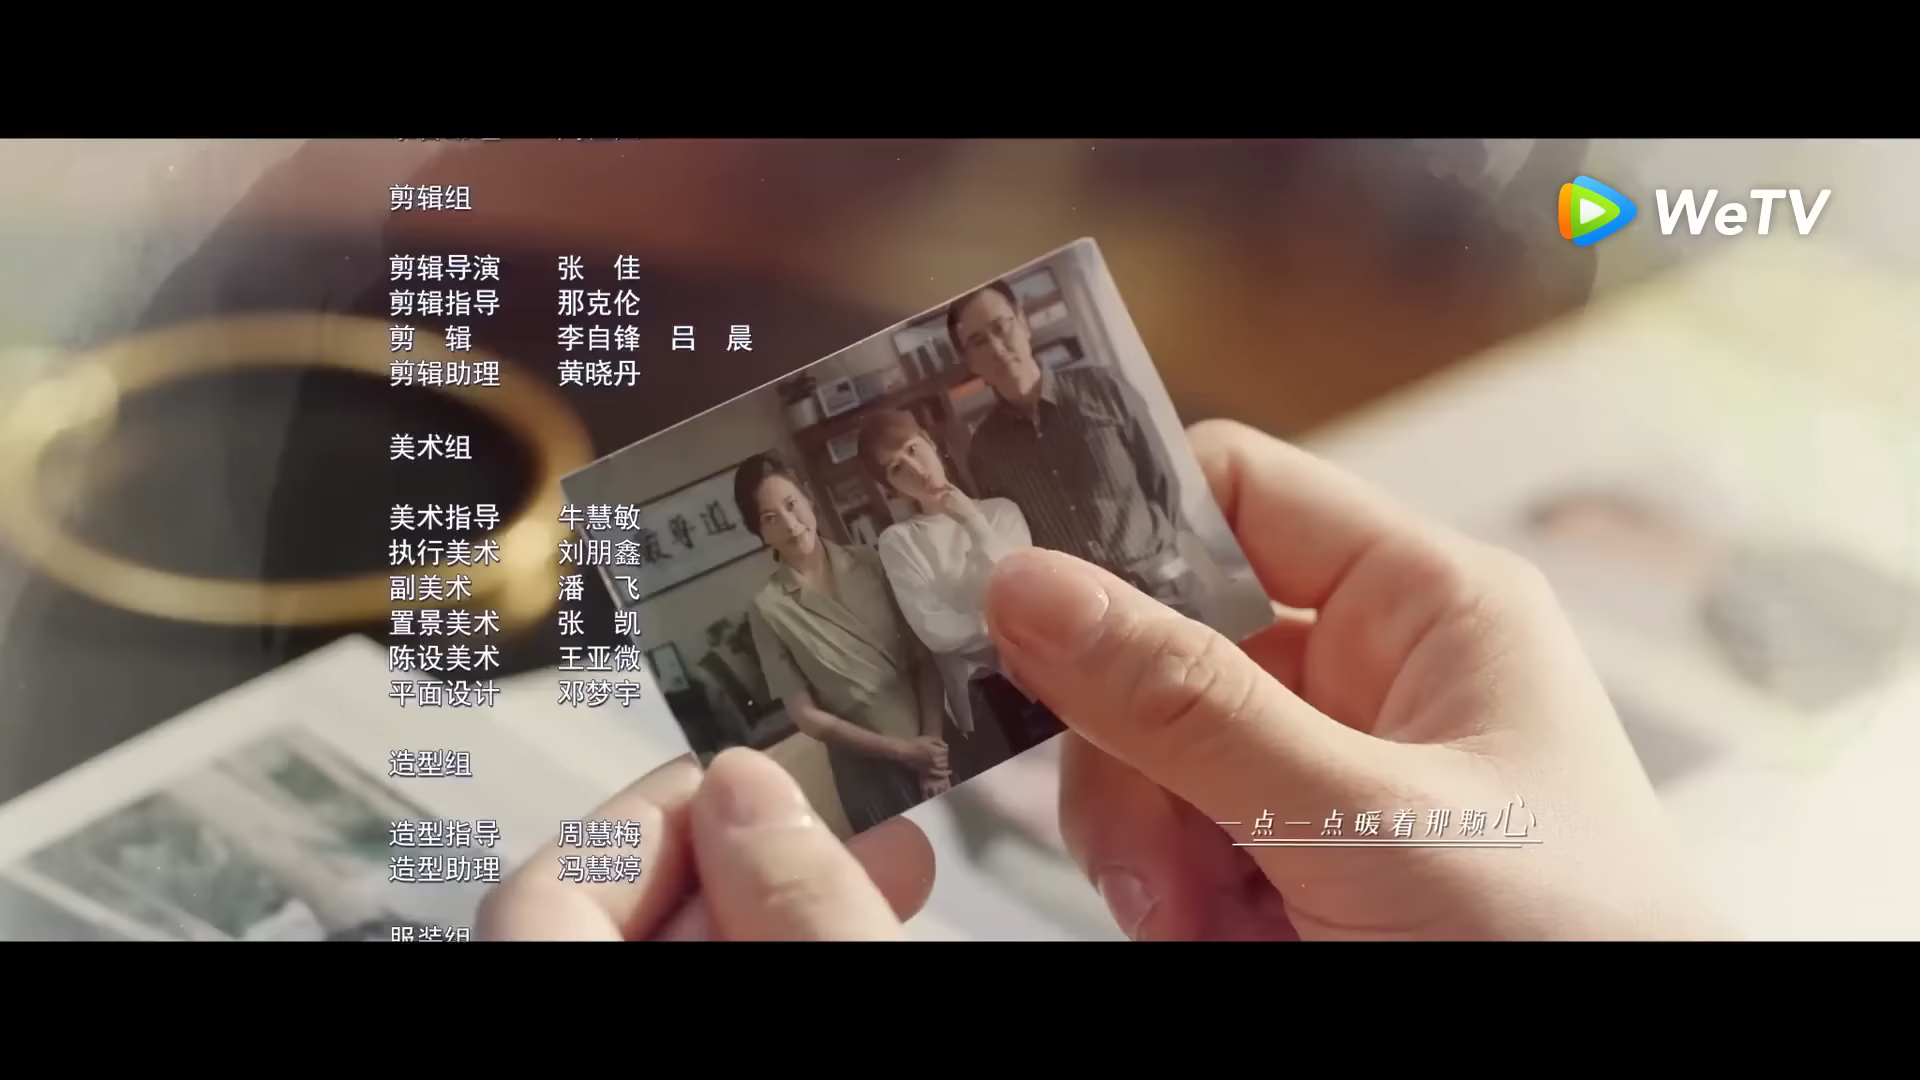 剪辑组
剪辑导演 张 佳
剪辑指导 那克伦
剪 辑 李自锋 吕 晨
剪辑助理 黄晓丹
美术组
美术指导 牛慧敏
执行美术 刘朋鑫
副美术 潘 飞
置景美术 张 凯
陈设美术 王亚微
平面设计 邓梦宇
造型组
造型指导 周慧梅
造型助理 冯慧婷
服装组
WeTV
尊道
一点一点暖着那颗心